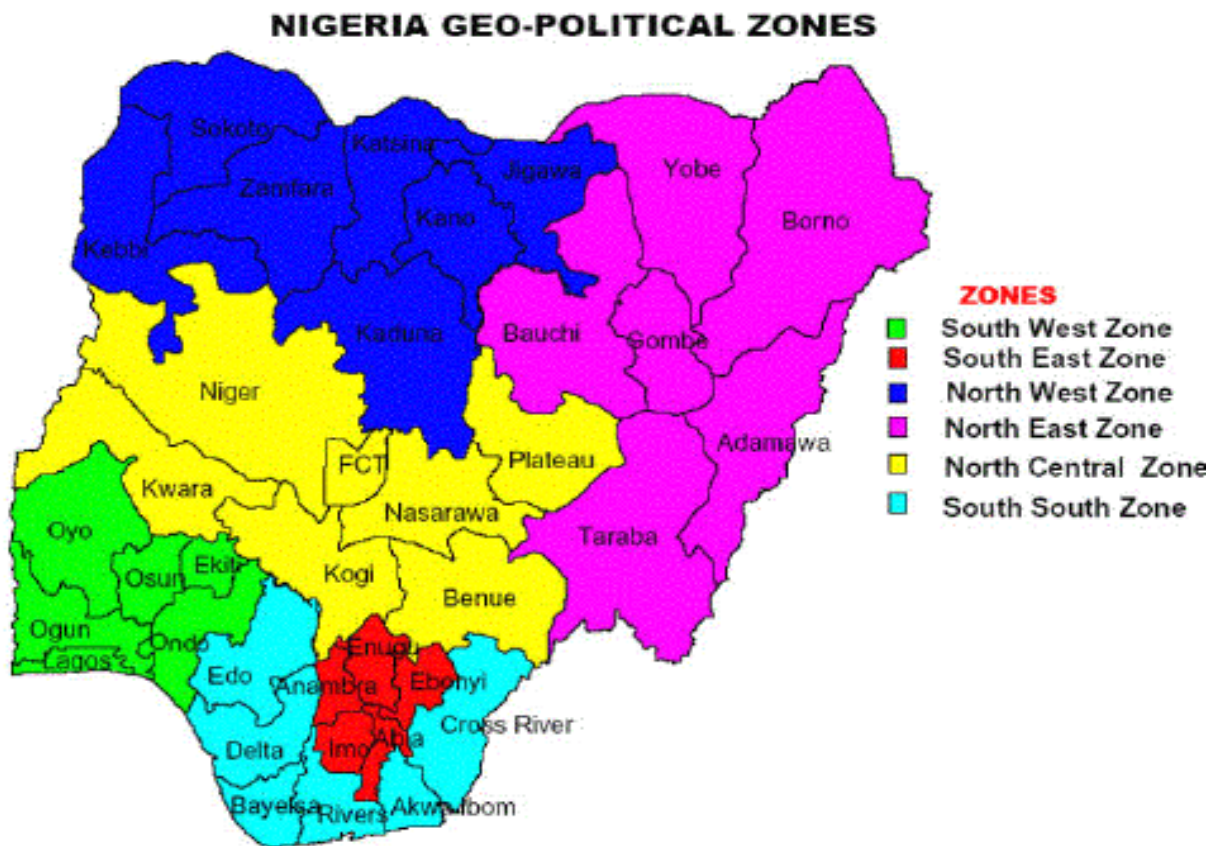 NIGERIA GEO-POLITICAL ZONES
Sokoto
Katsina
Jigawa
Yobe
Zamfara
Kano
Borno
Kebbi
ZONES
South West Zone
South East Zone
North West Zone
North East Zone
North Central Zone
South South Zone
Kaduna
Bauchi
Gombe
Niger
Adamawa
FCT
Plateau
Kwara
Nasarawa
Oyo
Taraba
Osun
Ekiti
Kogi
Benue
Ogun
Ondo
Lagos
Enugu
Edo
Anambra
Ebonyi
Cross River
Delta
Imo
Abia
Bayelsa
Rivers
Akwa Ibom